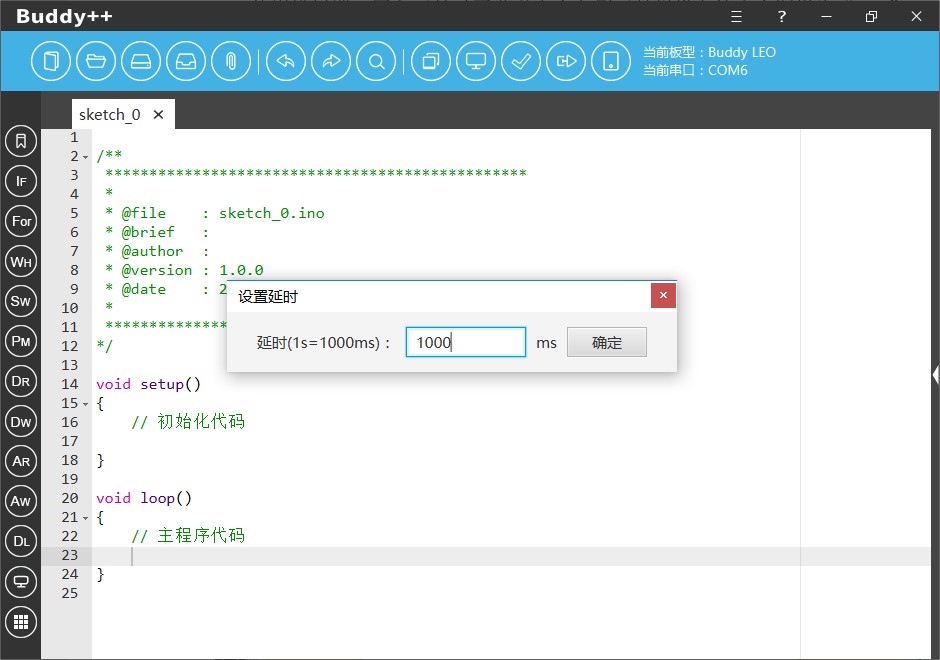 Buddy++
?
当前板型：Buddy LEO
当前串口：COM6
sketch_0
1
2 /**
3 ************************************************
4 *
5 * @file : sketch_0.ino
6 * @brief :
7 * @author :
8 * @version : 1.0.0
9 * @date : 2
10 *
11 **************
12 */
设置延时
延时(1s=1000ms)： 1000 ms 确定
13
14 void setup()
15 {
16 // 初始化代码
17
18 }
19
20 void loop()
21 {
22 // 主程序代码
23
24 }
25
IF
For
WH
SW
PM
DR
DW
AR
AW
DL